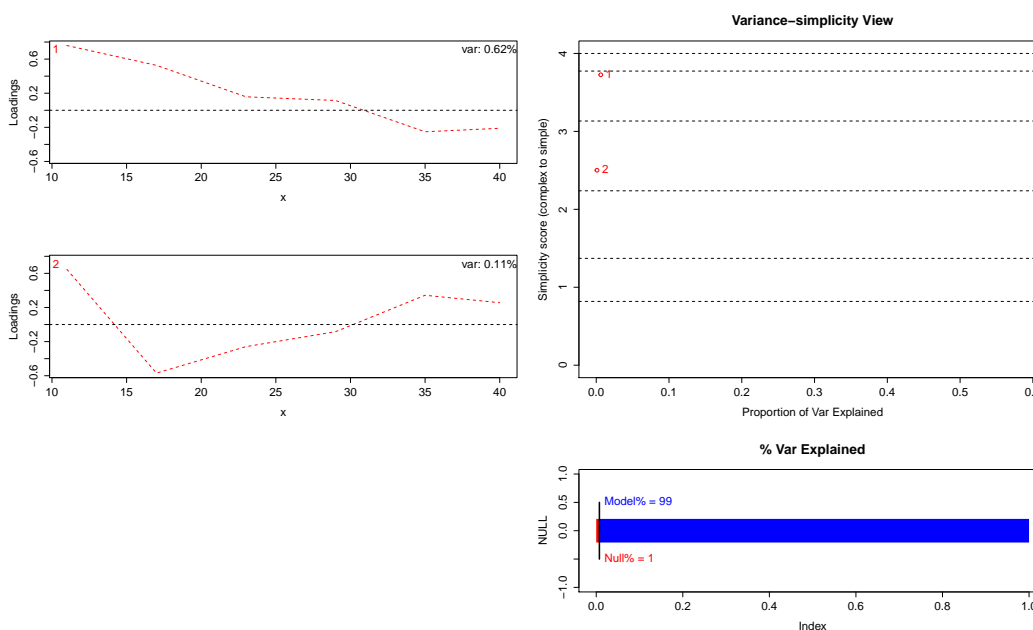 1
var: 0.62%
Loadings
0.6
0.2
−0.2
−0.6
10 15 20 25 30 35 40
x
2
var: 0.11%
Loadings
0.6
0.2
−0.2
−0.6
10 15 20 25 30 35 40
x
Variance−simplicity View
Simplicity score (complex to simple)
4
3
2
1
0
1
2
0.0 0.1 0.2 0.3 0.4 0.5
Proportion of Var Explained
% Var Explained
NULL
1.0
0.5
0.0
−1.0
Model% = 99
Null% = 1
0.0 0.2 0.4 0.6 0.8 1.0
Index